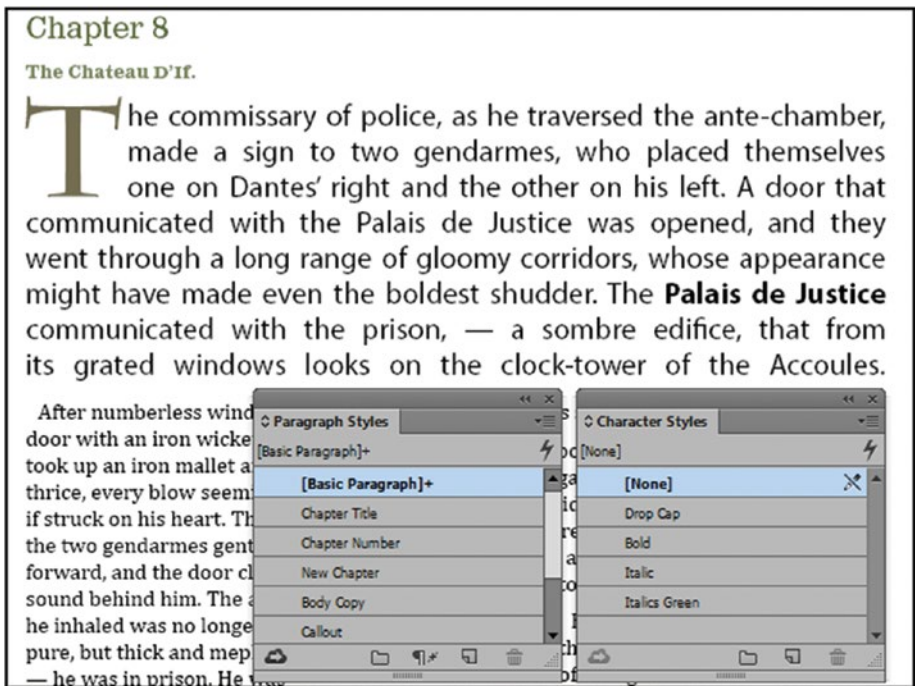 Chapter 8
The Chateau D'If.
The commissary of police, as he traversed the ante-chamber,
made a sign to two gendarmes, who placed themselves
one on Dantes' right and the other on his left. A door that
communicated with the Palais de Justice was opened, and they
went through a long range of gloomy corridors, whose appearance
might have made even the boldest shudder. The Palais de Justice
communicated with the prison, — a sombre edifice, that from
its grated windows looks on the clock-tower of the Accoules.
After numberless wind
door with an iron wicke
took up an iron mallet a
thrice, every blow seem
if struck on his heart. Th
the two gendarmes gent
forward, and the door cl
sound behind him. The a
he inhaled was no longe
pure, but thick and mep
— he was in prison. He was
Paragraph Styles
[Basic Paragraph]+
[Basic Paragraph]+
Chapter Title
Chapter Number
New Chapter
Body Copy
Callout
Character Styles
[None]
[None]
Drop Cap
Bold
Italic
Italics Green